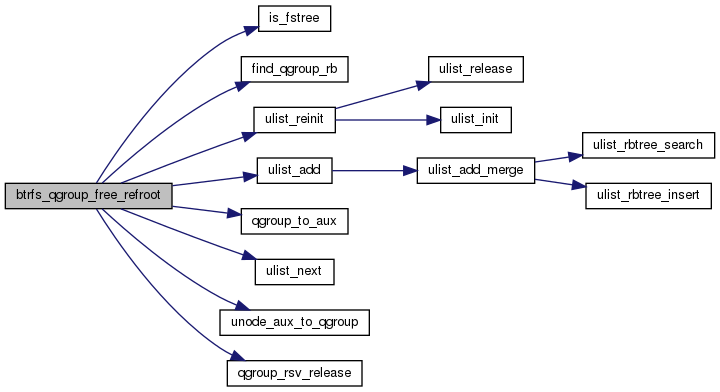 is_fstree
find_qgroup_rb
ulist_release
ulist_reinit
ulist_init
ulist_rbtree_search
ulist_add
ulist_add_merge
btrfs_qgroup_free_refroot
ulist_rbtree_insert
qgroup_to_aux
ulist_next
unode_aux_to_qgroup
qgroup_rsv_release